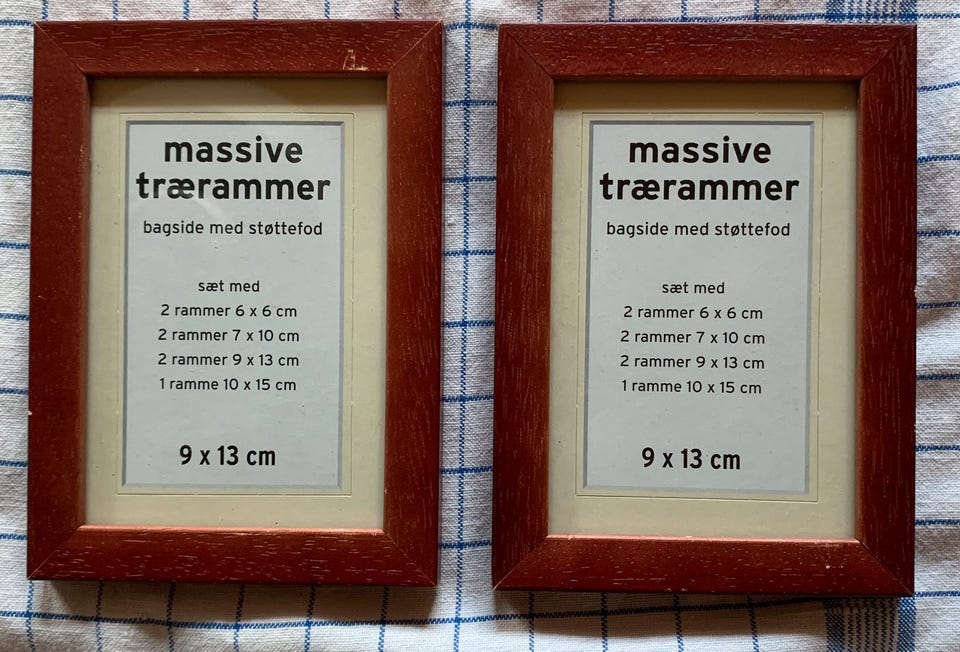 massive
trærammer
bagside med støttefod
sæt med
2 rammer 6 x 6 cm
2 rammer 7 x 10 cm
2 rammer 9 x 13 cm
1 ramme 10 x 15 cm
9 x 13 cm
massive
trærammer
bagside med støttefod
sæt med
2 rammer 6 x 6 cm
2 rammer 7 x 10 cm
2 rammer 9 x 13 cm
1 ramme 10 x 15 cm
9 x 13 cm